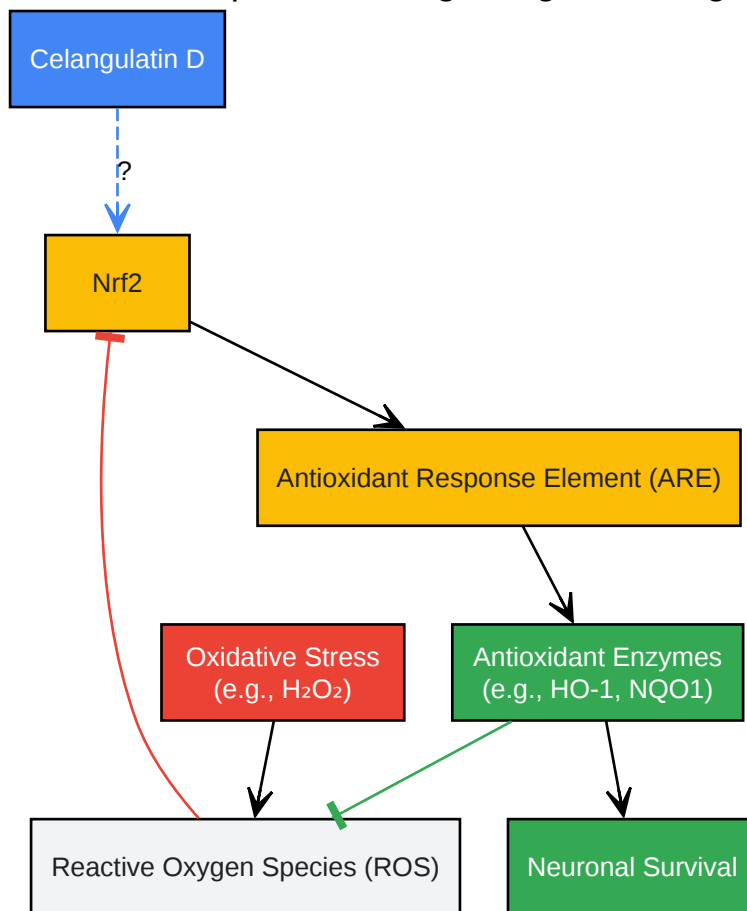 Celangulatin D
?
Nrf2
Antioxidant Response Element (ARE)
Oxidative Stress
(e.g., H₂O₂)
Antioxidant Enzymes
(e.g., HO-1, NQO1)
Reactive Oxygen Species (ROS)
Neuronal Survival